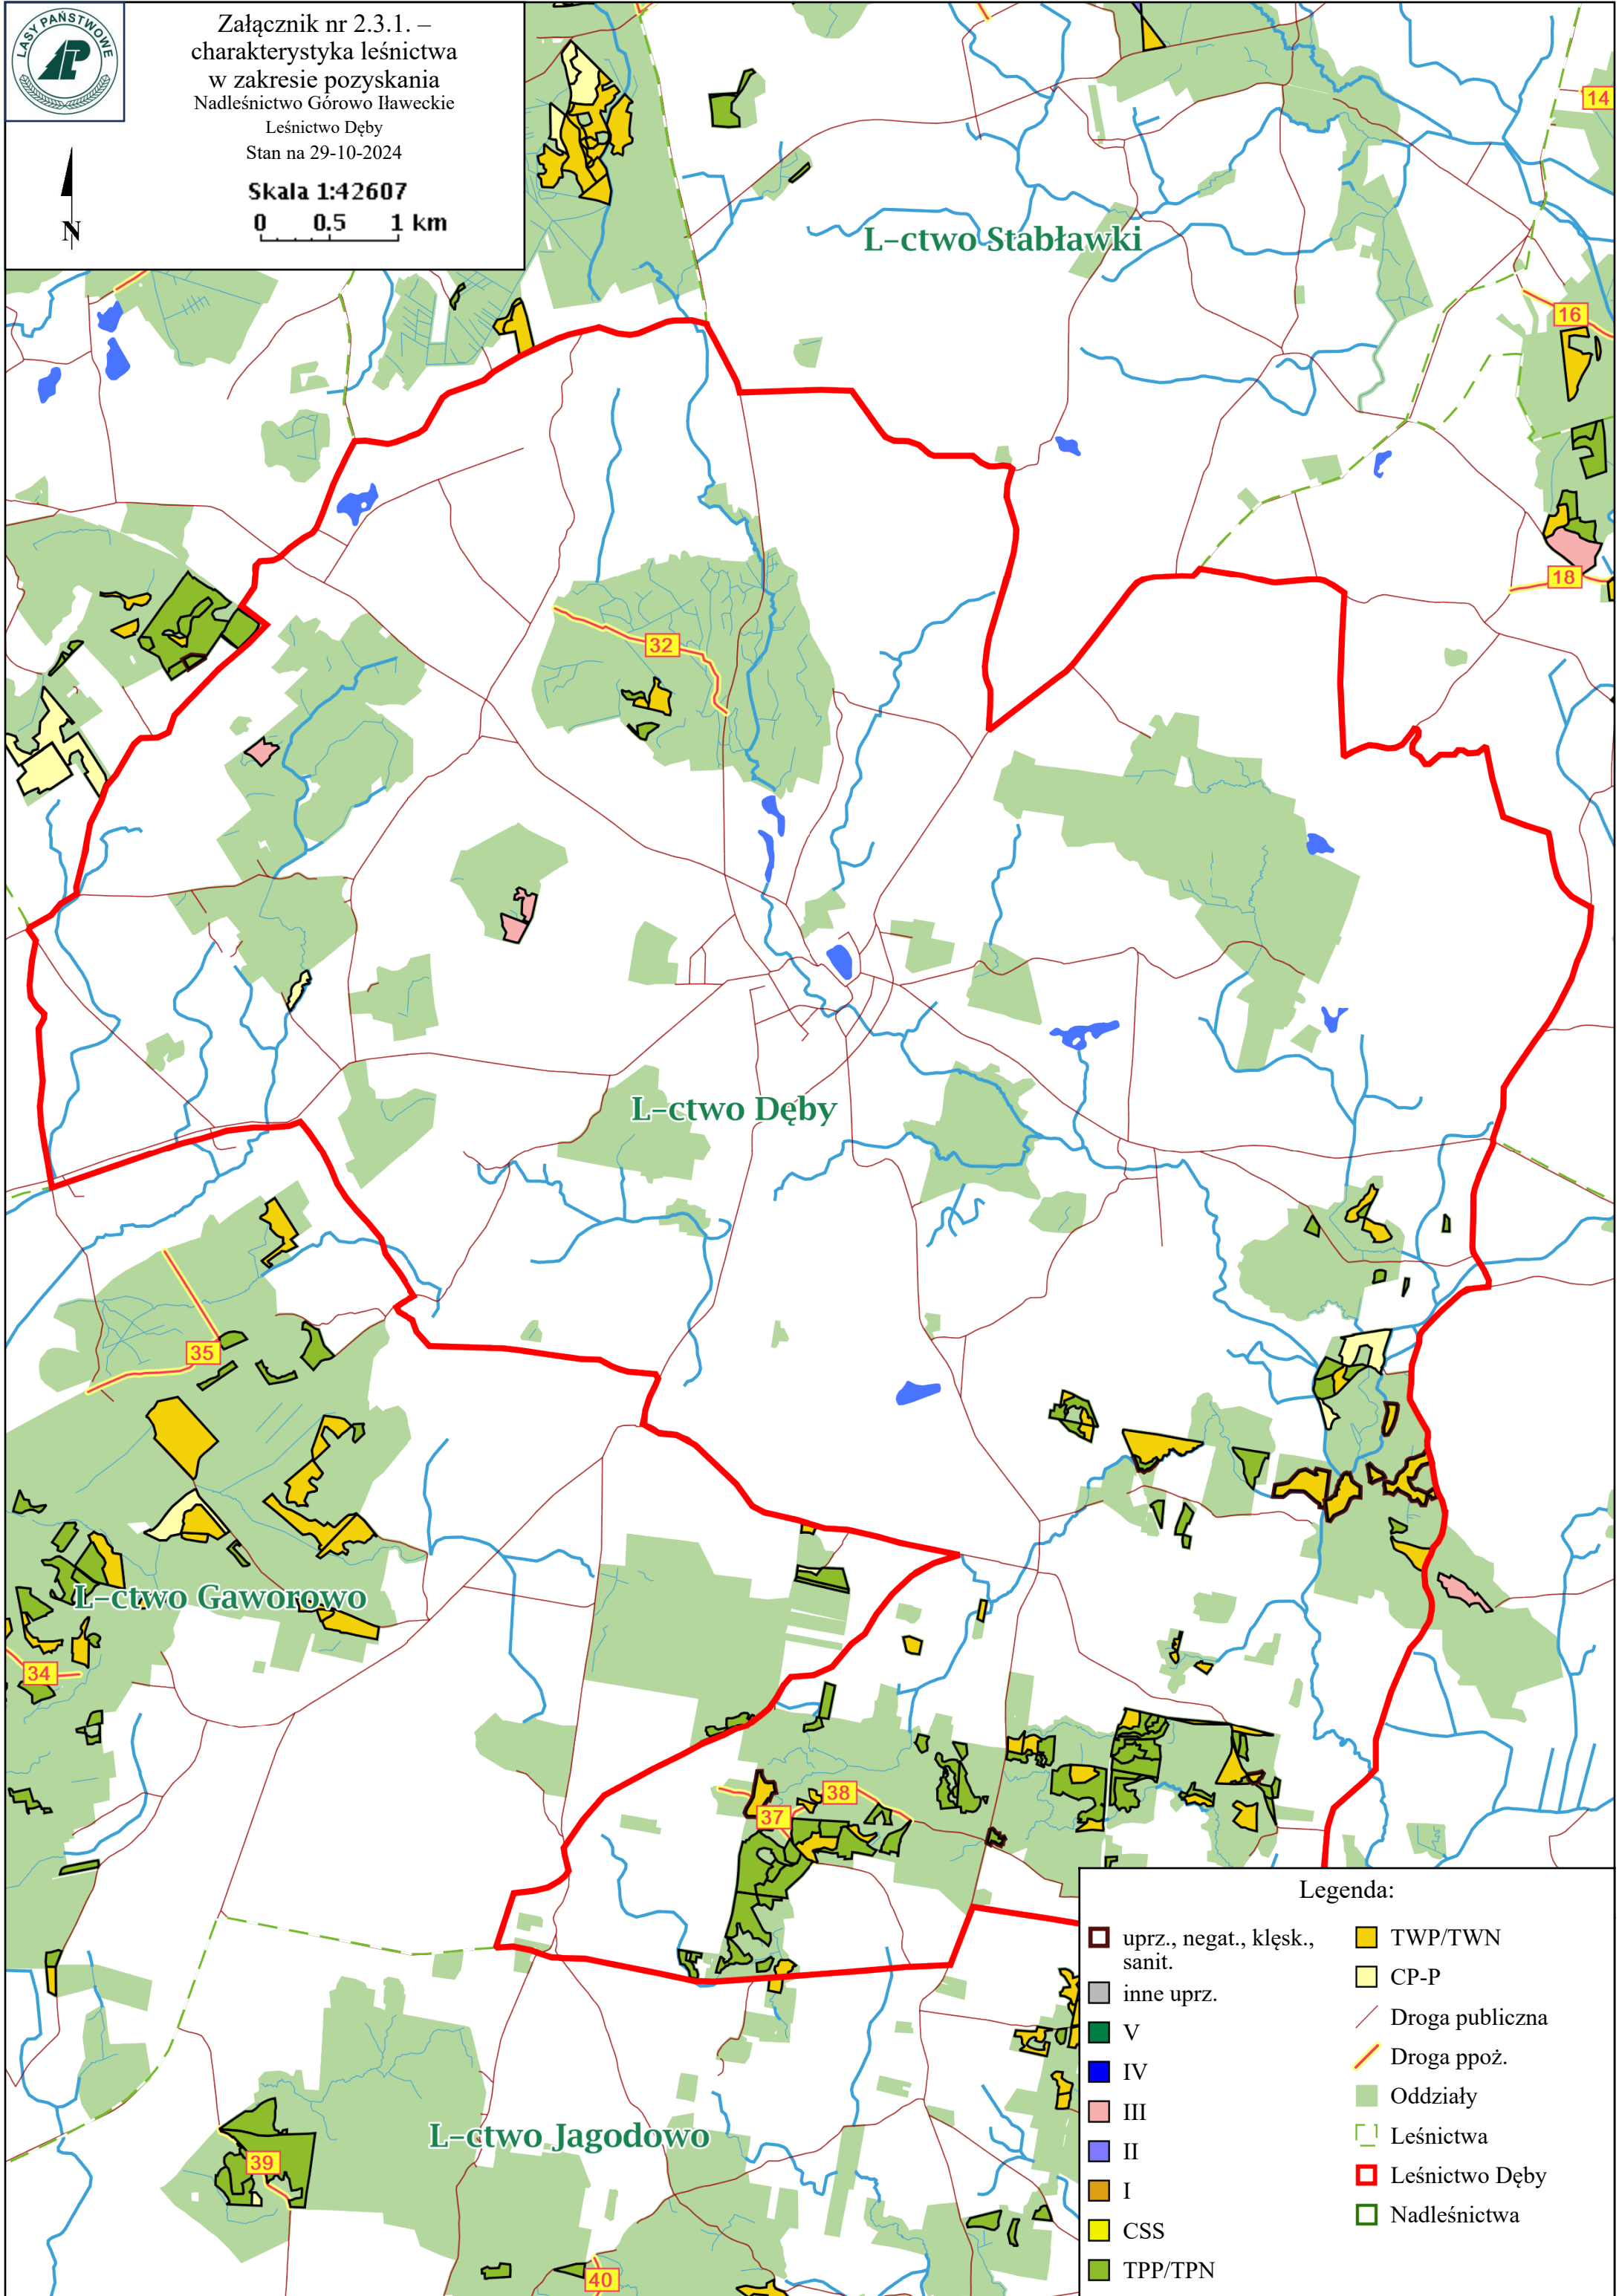 LASY PAŃSTWOWE
Załącznik nr 2.3.1. –
charakterystyka leśnictwa
w zakresie pozyskania
Nadleśnictwo Górowo Iławeckie
Leśnictwo Dęby
Stan na 29-10-2024
Skala 1:42607
0 0.5 1 km
N
14
L-ctwo Stabławki
16
18
32
L-ctwo Dęby
35
L-ctwo Gaworowo
34
38
37
L-ctwo Jagodowo
39
40
Legenda:
uprz., negat., klęsk.,
sanit.
inne uprz.
V
IV
III
II
I
CSS
TPP/TPN
TWP/TWN
CP-P
Droga publiczna
Droga ppoż.
Oddziały
Leśnictwa
Leśnictwo Dęby
Nadleśnictwa